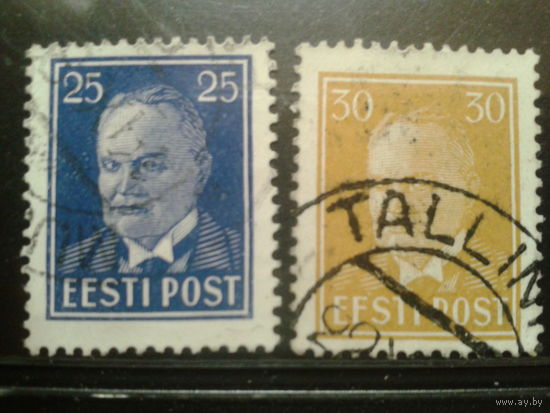 25 25
EESTI POST
30 30
TALLIN
EESTI POST
www.ay.by